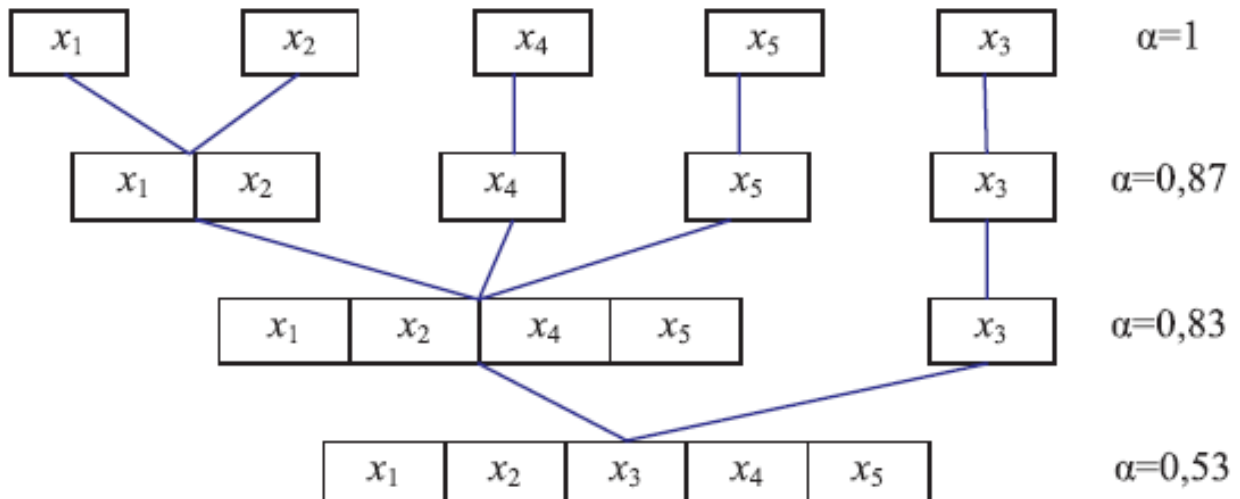 x₁ x₂ x₄ x₅ x₃ α=1
x₁ x₂ x₄ x₅ x₃ α=0,87
x₁ x₂ x₄ x₅ x₃ α=0,83
x₁ x₂ x₃ x₄ x₅ α=0,53